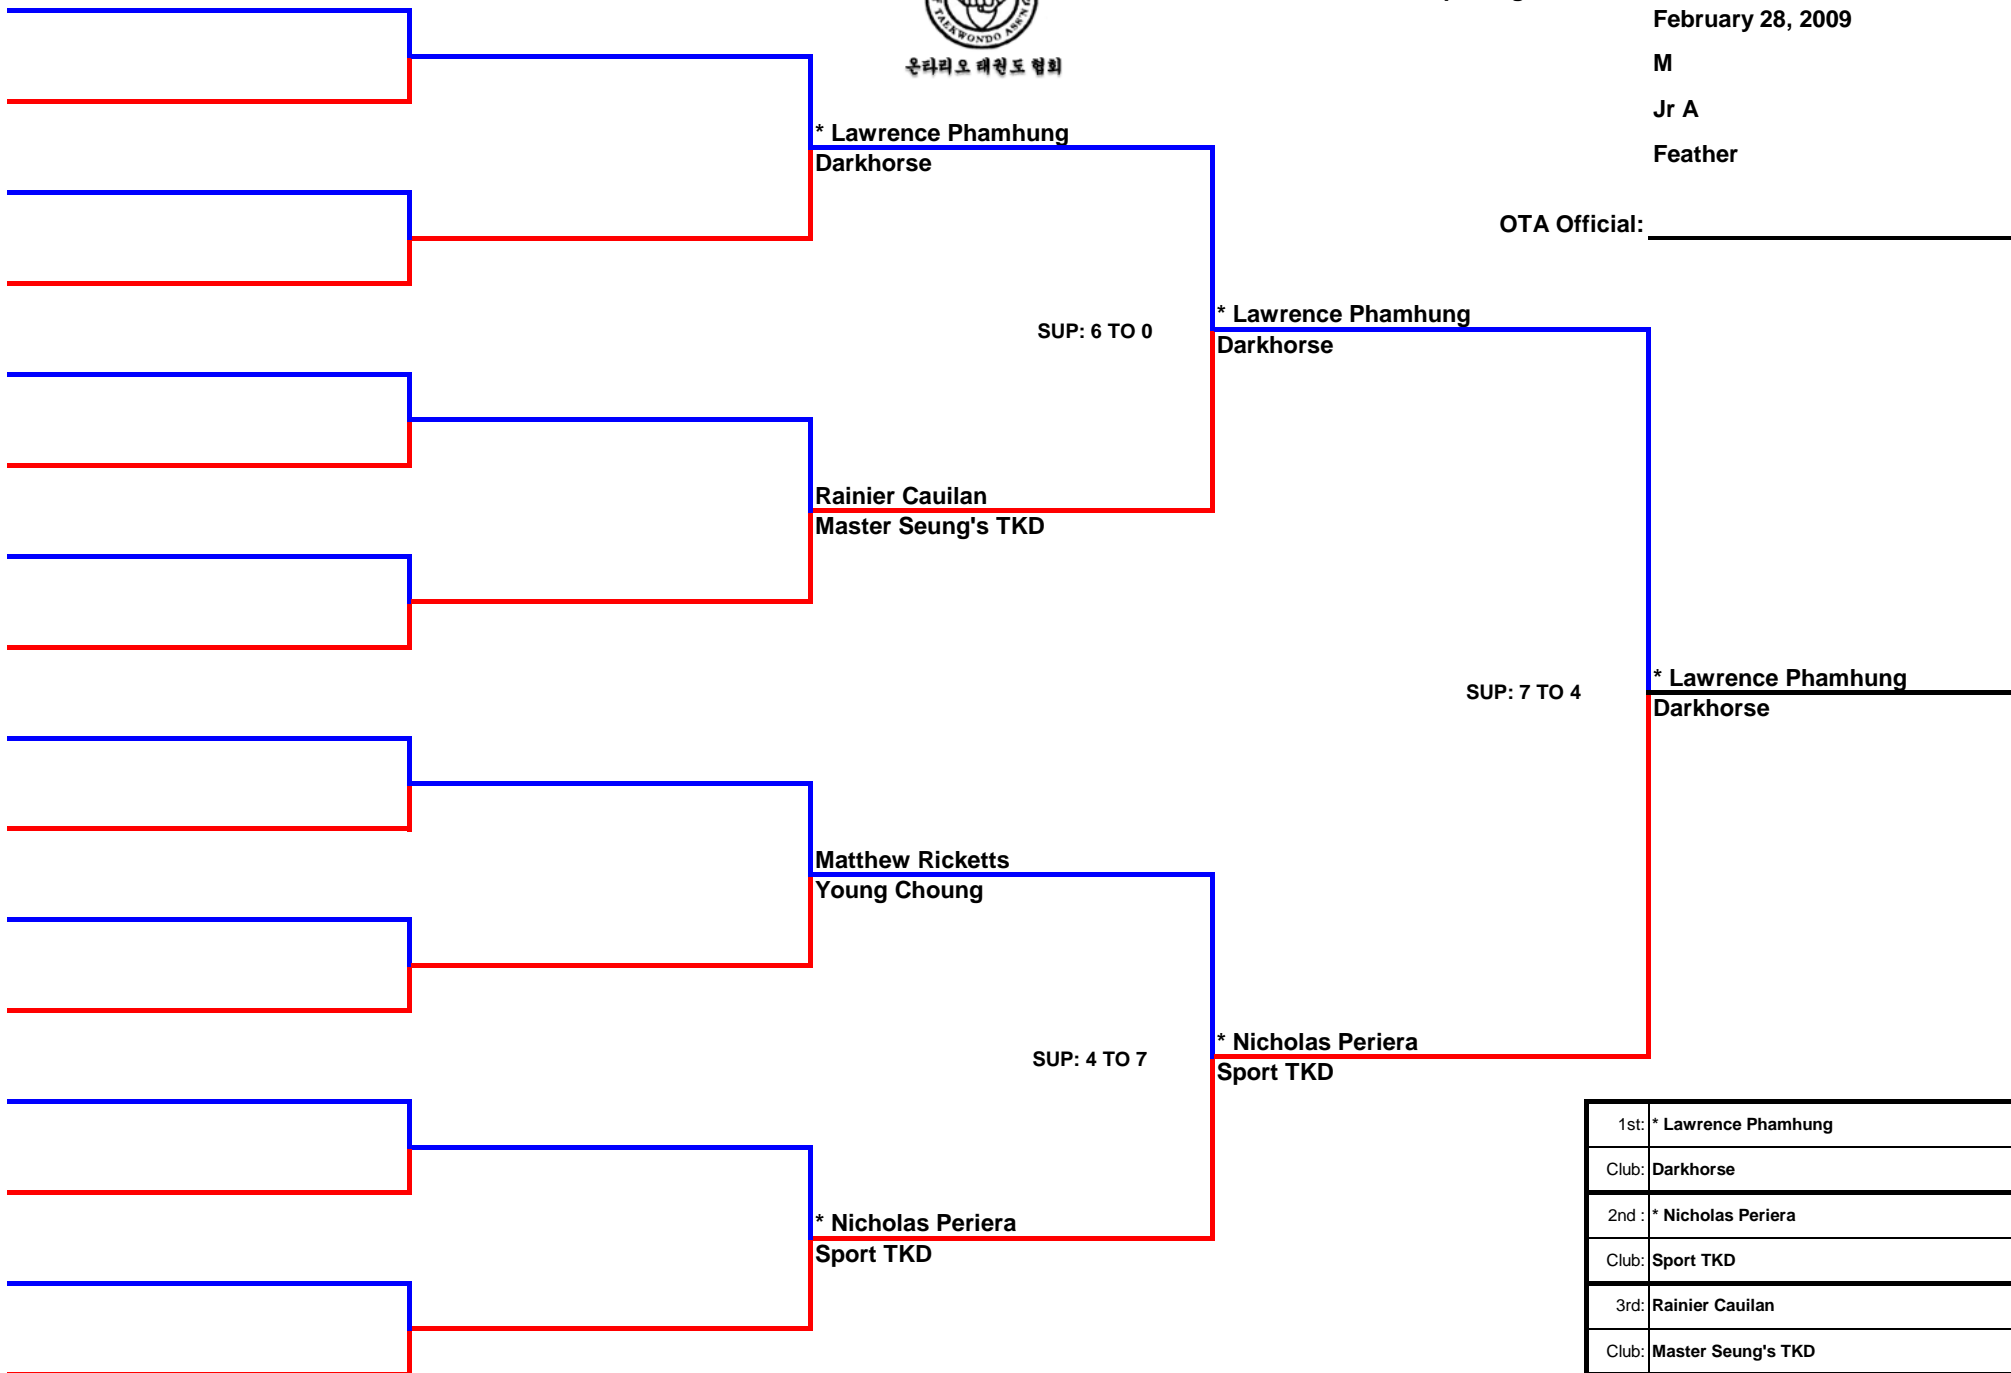 February 28, 2009
TAEKWONDO ASS'N
온타리오 태권도 협회
M
Jr A
Feather
* Lawrence Phamhung
Darkhorse
OTA Official:
SUP: 6 TO 0
* Lawrence Phamhung
Darkhorse
Rainier Cauilan
Master Seung's TKD
SUP: 7 TO 4
* Lawrence Phamhung
Darkhorse
Matthew Ricketts
Young Choung
SUP: 4 TO 7
* Nicholas Periera
Sport TKD
* Nicholas Periera
Sport TKD
1st: * Lawrence Phamhung
Club: Darkhorse
2nd : * Nicholas Periera
Club: Sport TKD
3rd: Rainier Cauilan
Club: Master Seung's TKD